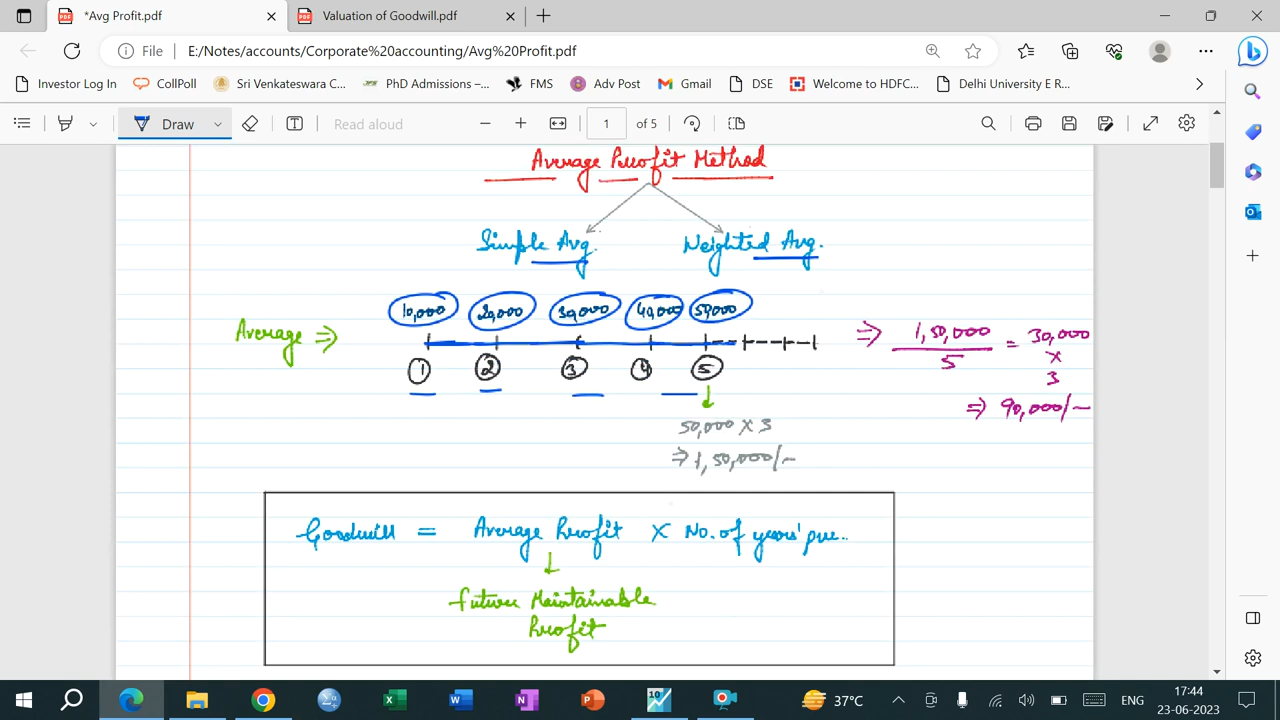 *Avg Profit.pdf
Valuation of Goodwill.pdf
File E:/Notes/accounts/Corporate%20accounting/Avg%20Profit.pdf
Investor Log In CollPoll Sri Venkateswara C... PhD Admissions –... FMS Adv Post Gmail DSE Welcome to HDFC... Delhi University E R...
Draw Read aloud 1 of 5
Average Profit Method
Simple Avg. Weighted Avg.
10,000 20,000 30,000 40,000 50,000
Average ⇒ ⇒ 1,50,000 / 5 = 30,000
1 2 3 4 5 ×
3
⇒ 90,000/-
50,000 × 3
⇒ 1,50,000/-
Goodwill = Average Profit × No. of years' pur..
↓
Future Maintainable
Profit
37°C ENG 17:44
23-06-2023